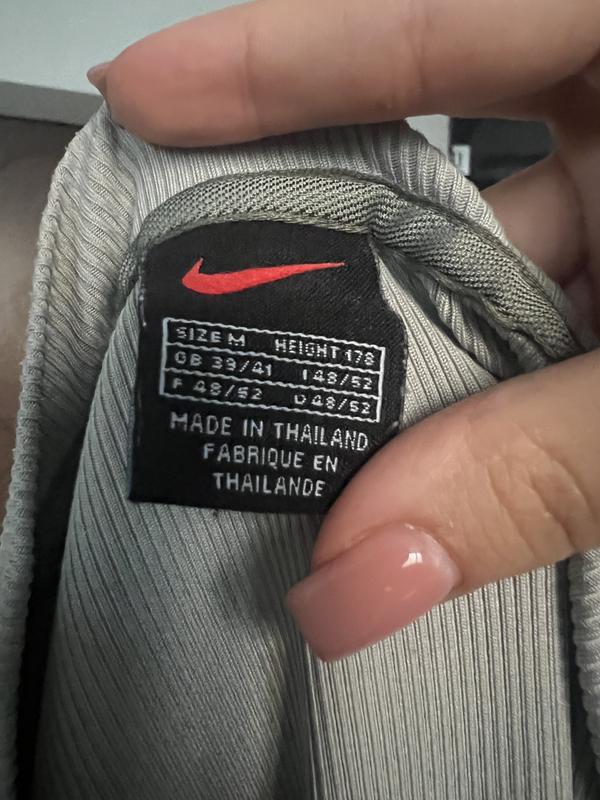 SIZE M HEIGHT 178
GB 39/41 I 48/52
F 48/52 D 48/52
MADE IN THAILAND
FABRIQUE EN
THAILANDE